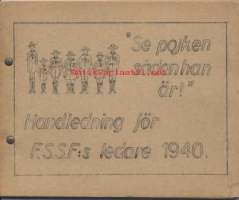 "Se pojken
sådan han
är!"
Handledning för
F.S.S.F:s ledare 1940.